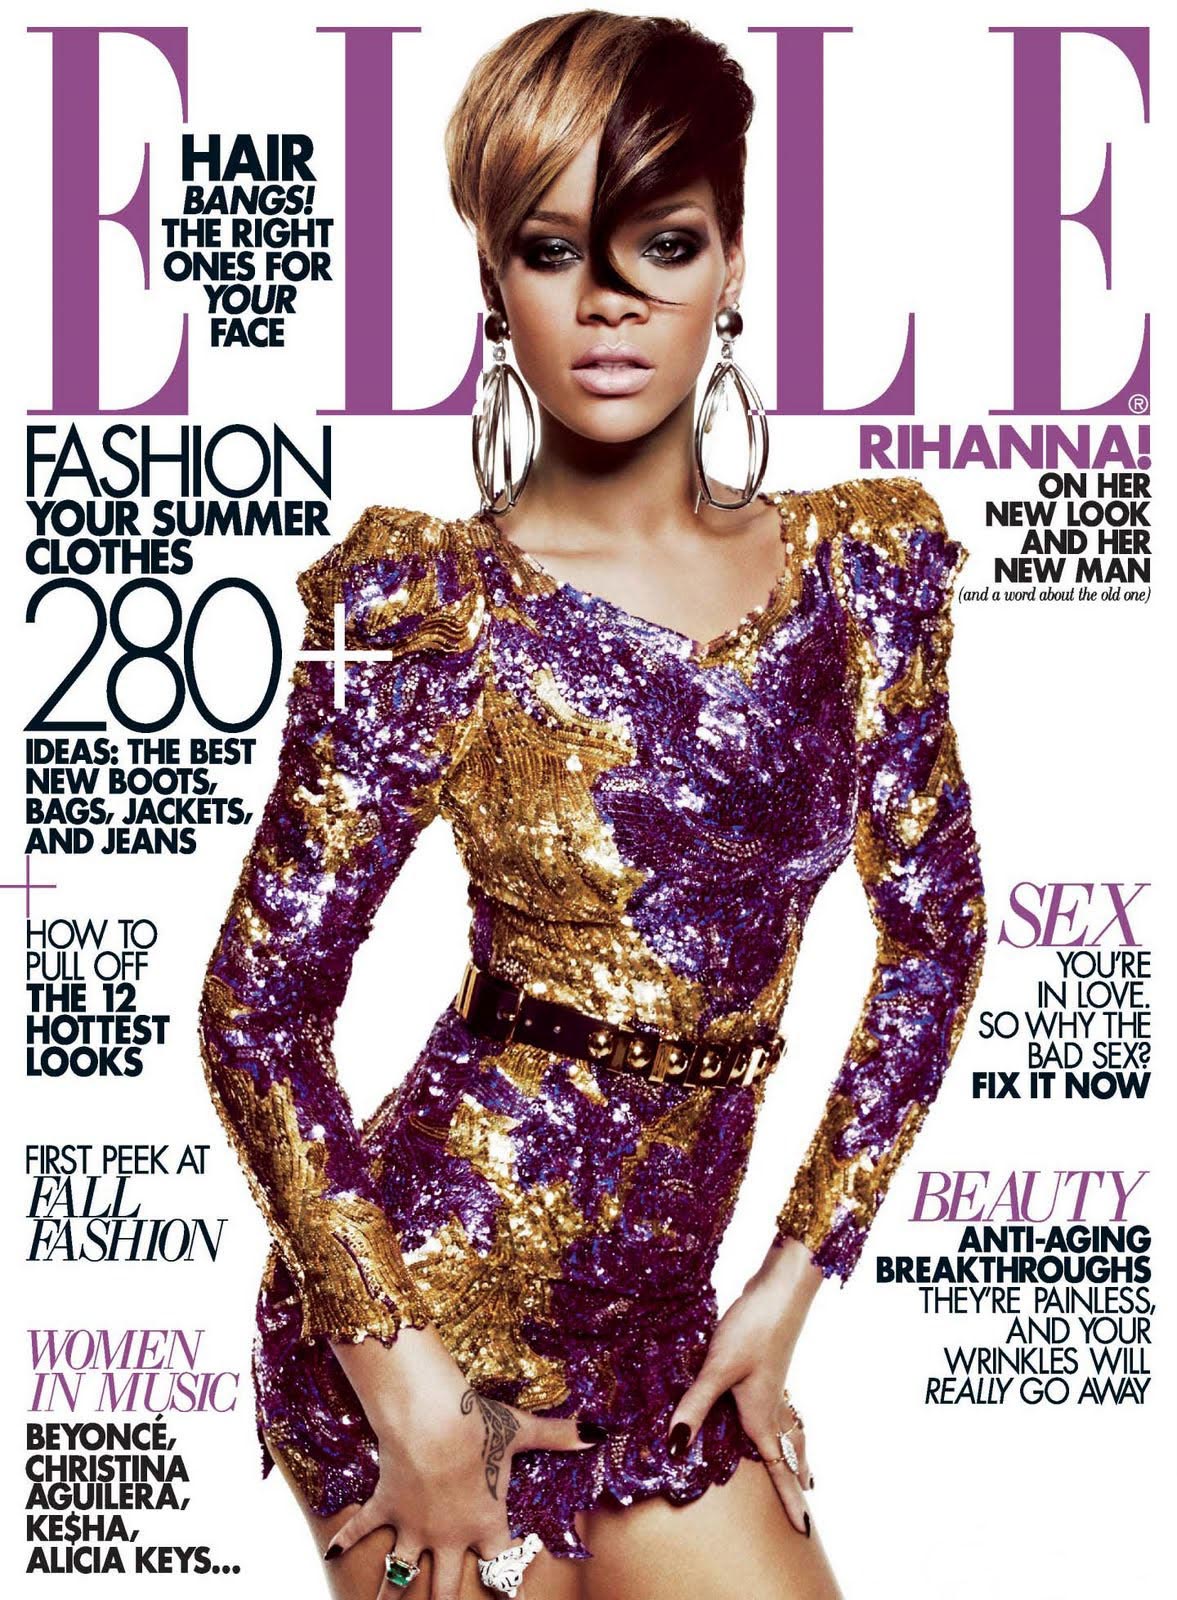 ELLE
®
HAIR
BANGS!
THE RIGHT
ONES FOR
YOUR
FACE
FASHION
YOUR SUMMER
CLOTHES
280+
IDEAS: THE BEST
NEW BOOTS,
BAGS, JACKETS,
AND JEANS
HOW TO
PULL OFF
THE 12
HOTTEST
LOOKS
FIRST PEEK AT
FALL
FASHION
WOMEN
IN MUSIC
BEYONCÉ,
CHRISTINA
AGUILERA,
KE$HA,
ALICIA KEYS...
RIHANNA!
ON HER
NEW LOOK
AND HER
NEW MAN
(and a word about the old one)
SEX
YOU'RE
IN LOVE.
SO WHY THE
BAD SEX?
FIX IT NOW
BEAUTY
ANTI-AGING
BREAKTHROUGHS
THEY'RE PAINLESS,
AND YOUR
WRINKLES WILL
REALLY GO AWAY